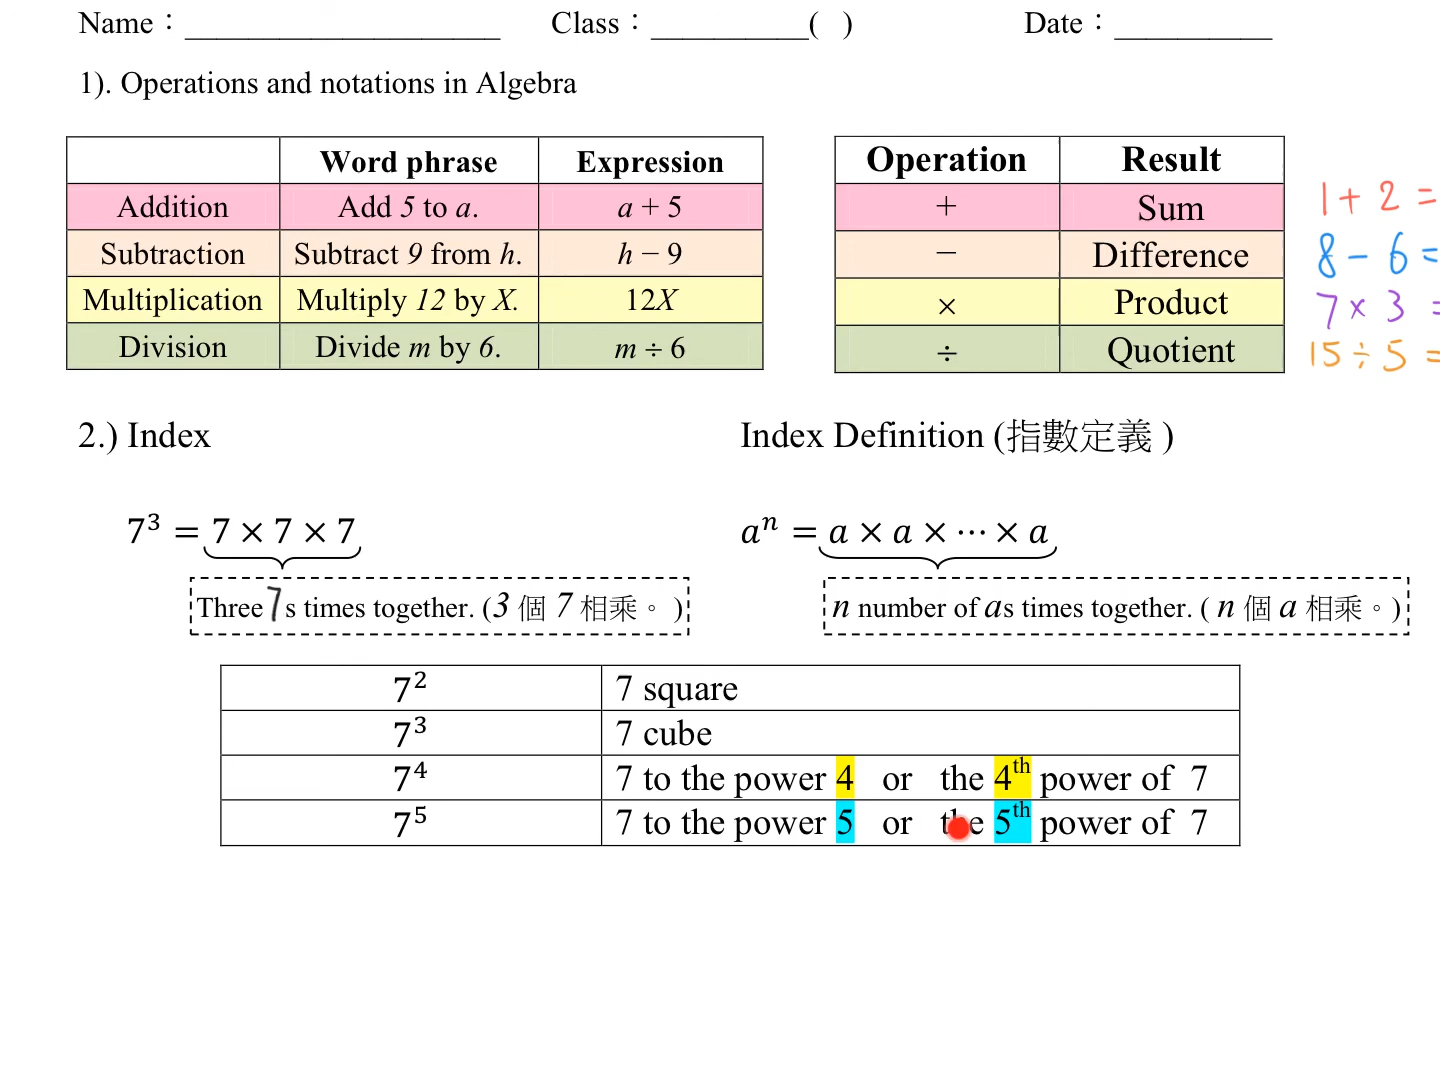 Name：____________________ Class：__________( ) Date：__________
1). Operations and notations in Algebra
Word phrase Expression
Addition Add 5 to a. a + 5
Subtraction Subtract 9 from h. h − 9
Multiplication Multiply 12 by X. 12X
Division Divide m by 6. m ÷ 6
Operation Result
+ Sum 1 + 2 =
− Difference 8 − 6 =
× Product 7 × 3 =
÷ Quotient 15 ÷ 5 =
2.) Index Index Definition (指數定義 )
7³ = 7 × 7 × 7 aⁿ = a × a × ⋯ × a
Three 7s times together. (3 個 7 相乘。 )
n number of as times together. ( n 個 a 相乘。)
7² 7 square
7³ 7 cube
7⁴ 7 to the power 4 or the 4th power of 7
7⁵ 7 to the power 5 or the 5th power of 7